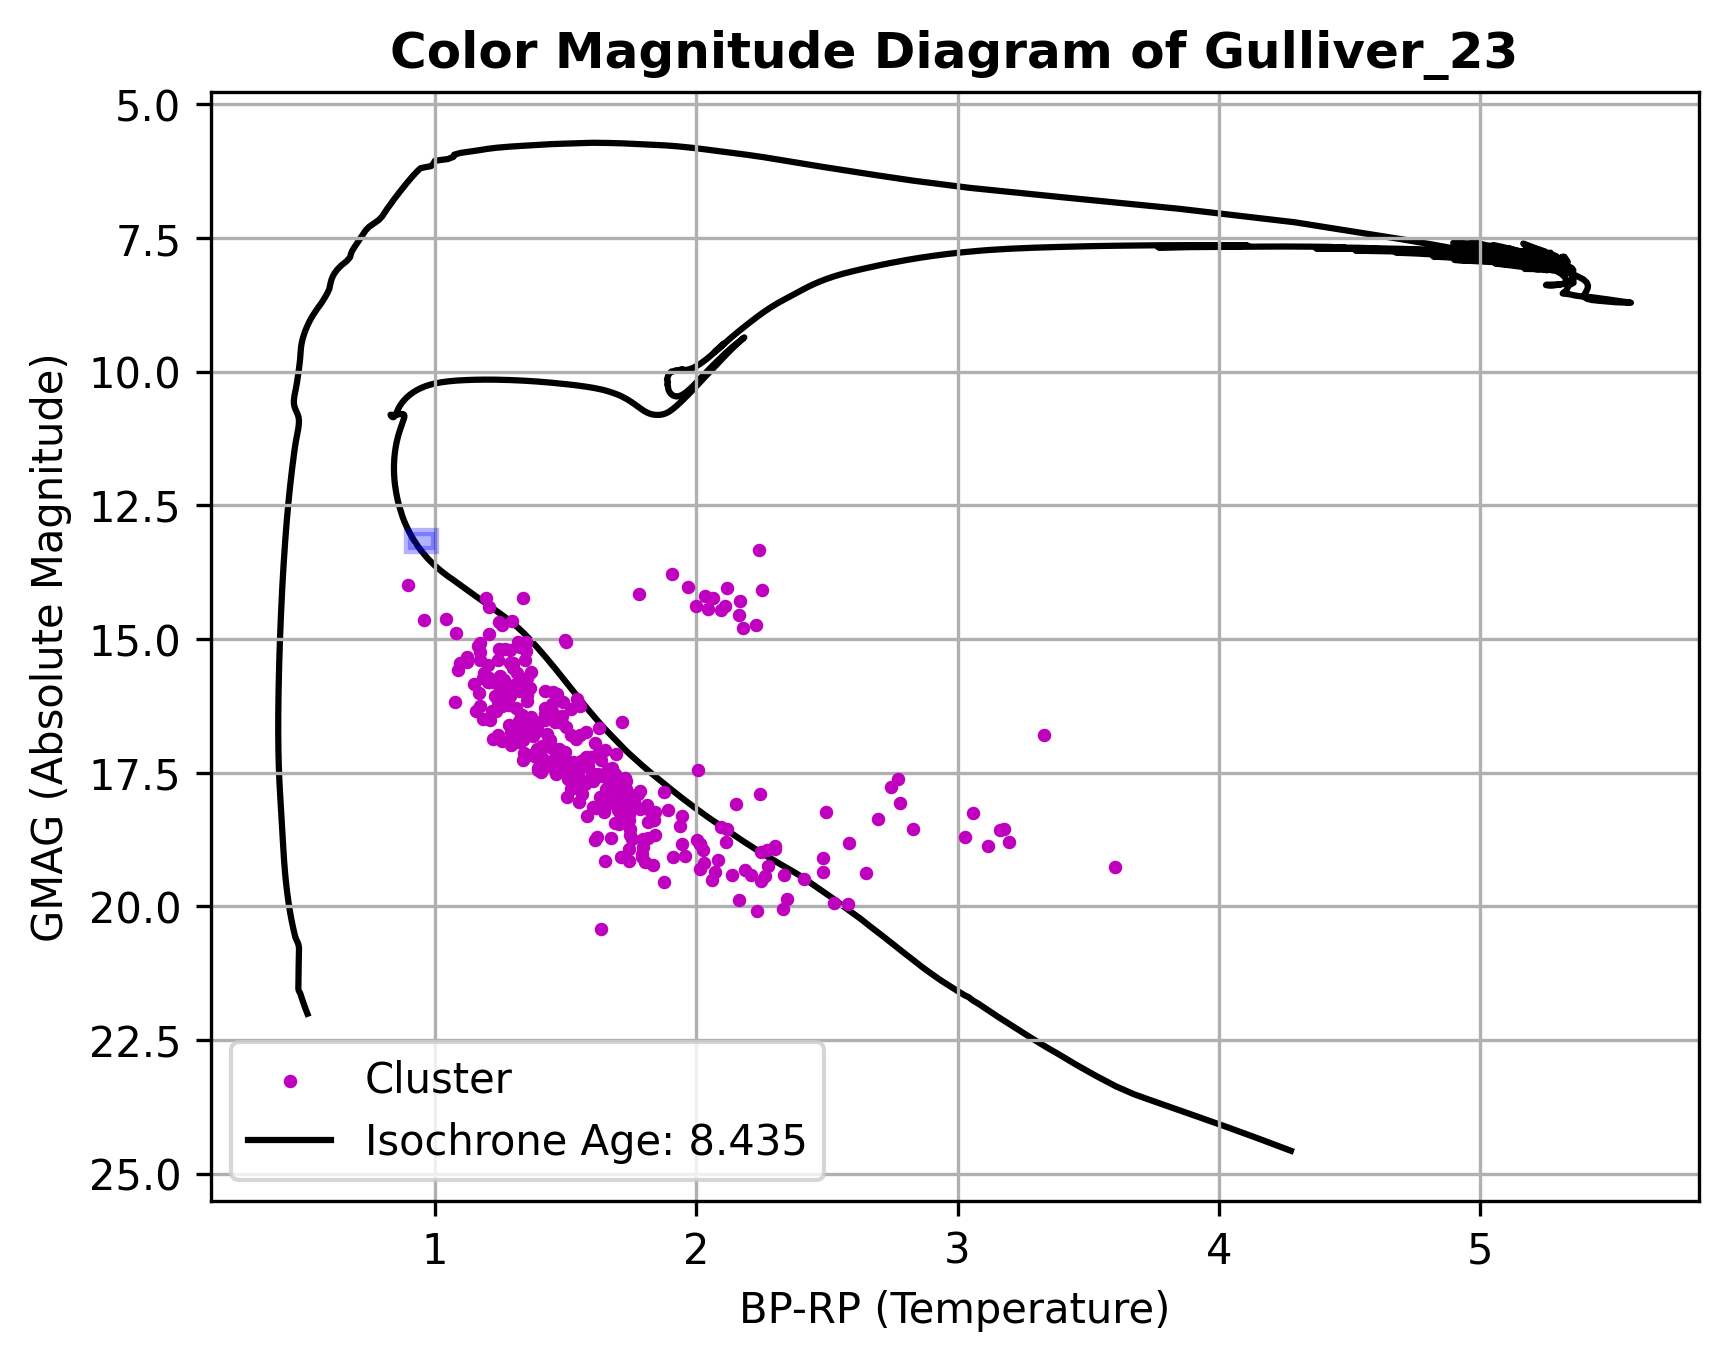 Color Magnitude Diagram of Gulliver_23
GMAG (Absolute Magnitude)
5.0
7.5
10.0
12.5
15.0
17.5
20.0
22.5
25.0
Cluster
Isochrone Age: 8.435
1 2 3 4 5
BP-RP (Temperature)